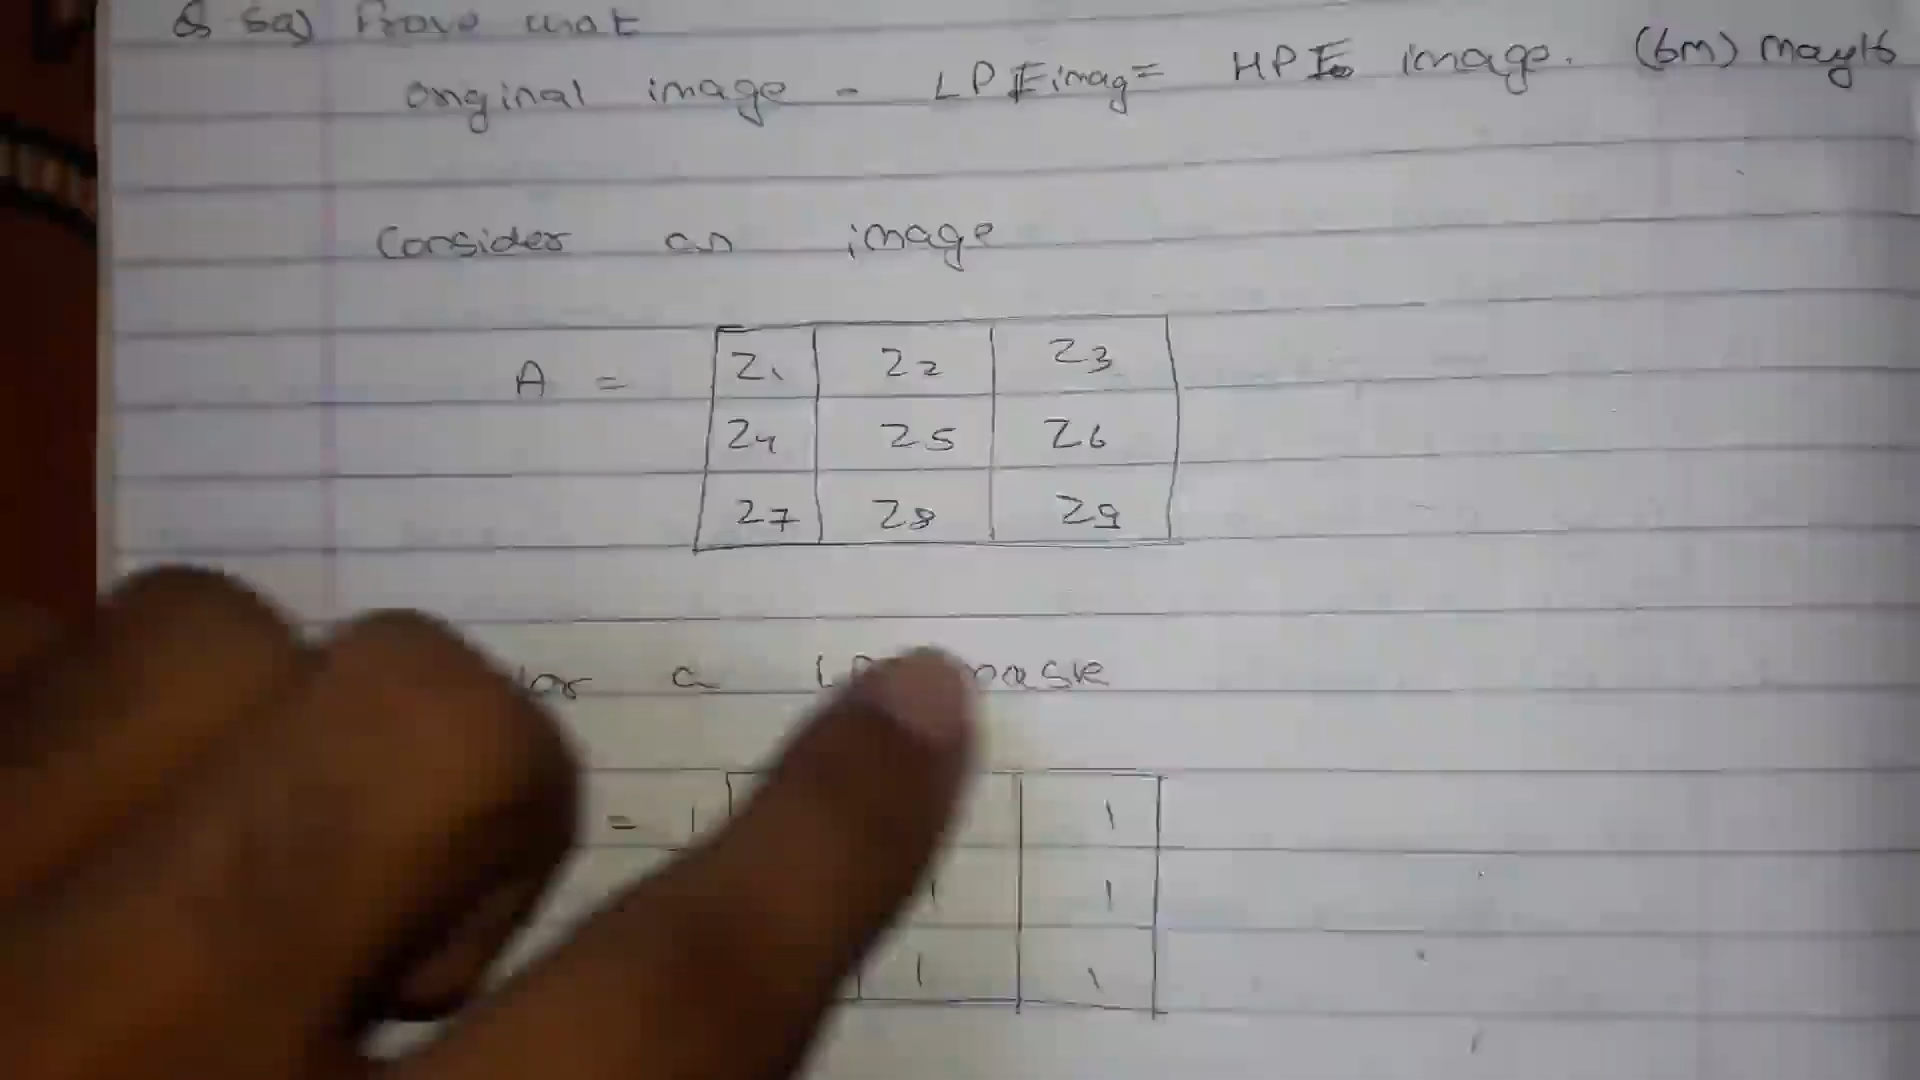 Q 5a) Prove that
original image - LPF imag = HPF image. (6m) May16
Consider an image
A =
Z1 Z2 Z3
Z4 Z5 Z6
Z7 Z8 Z9
a mask
= 1
1 1
1 1